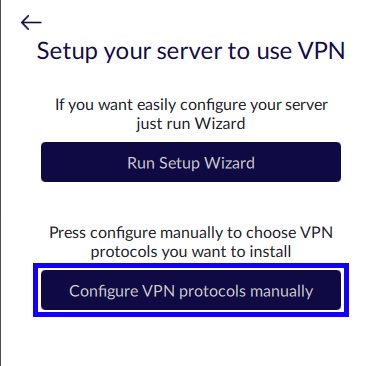 Setup your server to use VPN
If you want easily configure your server
just run Wizard
Run Setup Wizard
Press configure manually to choose VPN
protocols you want to install
Configure VPN protocols manually